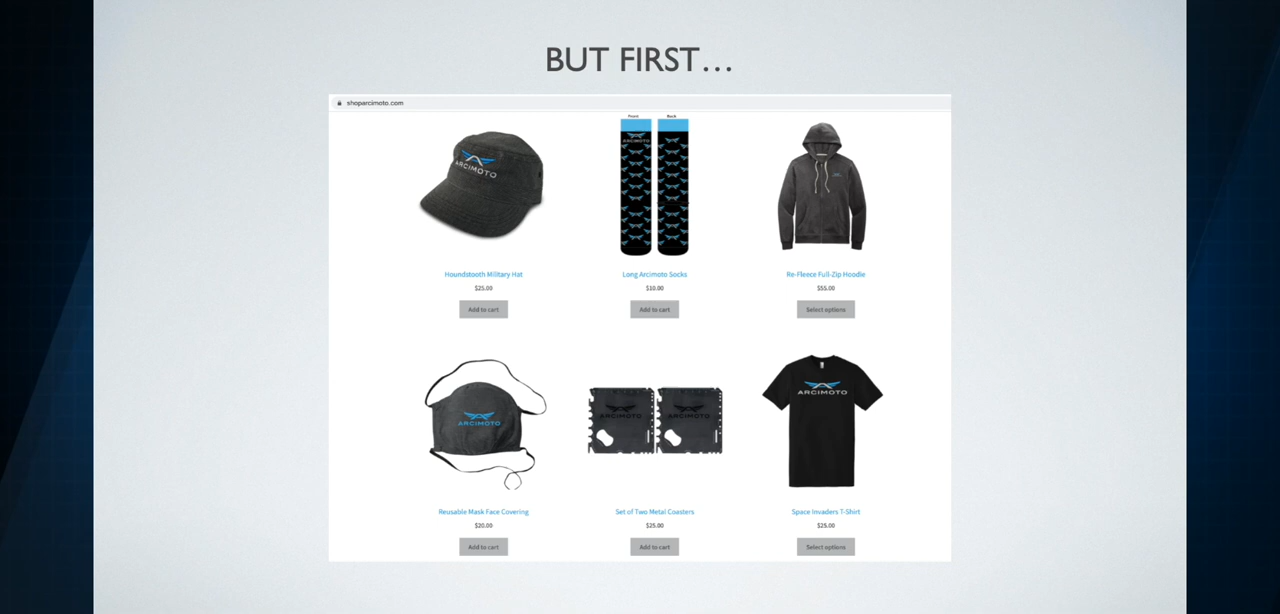 BUT FIRST...
shoparcimoto.com
Front Back
ARCIMOTO
ARCIMOTO
Houndstooth Military Hat
Long Arcimoto Socks
Re-Fleece Full-Zip Hoodie
$25.00
$10.00
$55.00
Add to cart
Add to cart
Select options
ARCIMOTO
ARCIMOTO
ARCIMOTO
ARCIMOTO
Reusable Mask Face Covering
Set of Two Metal Coasters
Space Invaders T-Shirt
$20.00
$25.00
$25.00
Add to cart
Add to cart
Select options